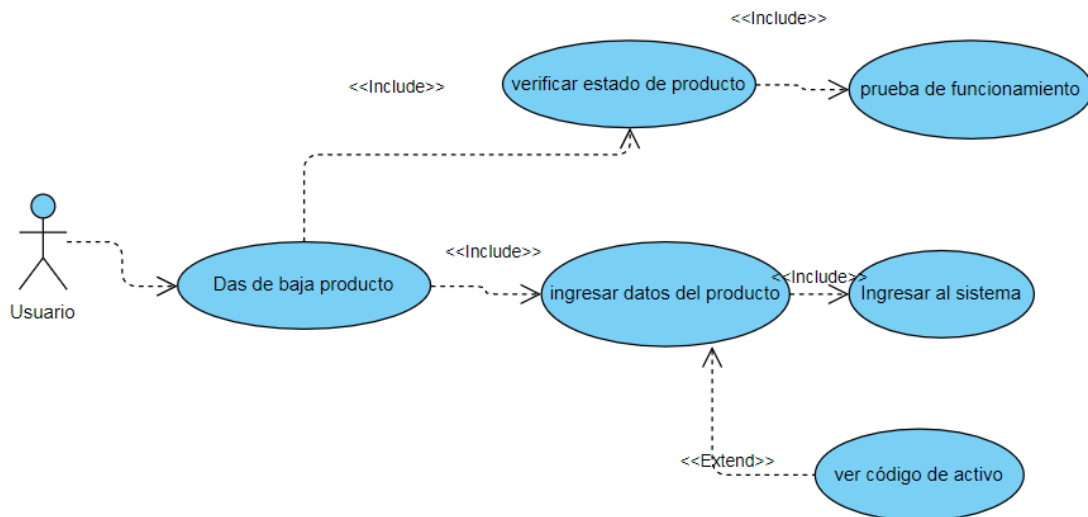 <<Include>>
<<Include>>
verificar estado de producto
prueba de funcionamiento
Usuario
Das de baja producto
<<Include>>
ingresar datos del producto
<<Include>>
Ingresar al sistema
<<Extend>>
ver código de activo